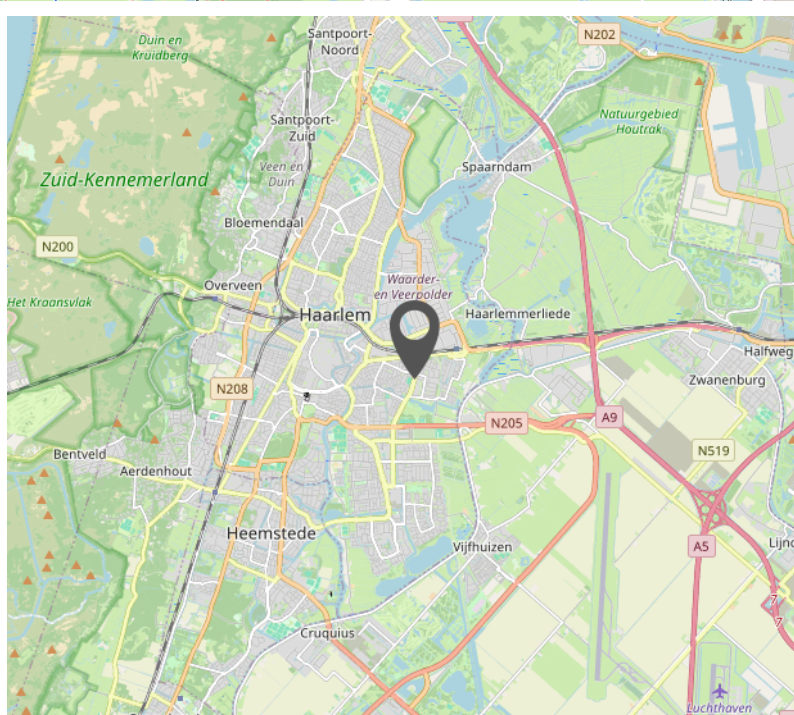 Santpoort-
Noord
N202
Duin en
Kruidberg
Natuurgebied
Houtrak
Santpoort-
Zuid
Veen en
Duin
Spaarndam
Zuid-Kennemerland
Bloemendaal
N200
Overveen
Waarder-
en Veerpolder
Het Kraansvlak
Haarlem
Haarlemmerliede
Halfweg
Zwanenburg
N208
A9
N205
N519
Bentveld
Aerdenhout
Heemstede
Vijfhuizen
A5
7
7
Cruquius
Luchthaven